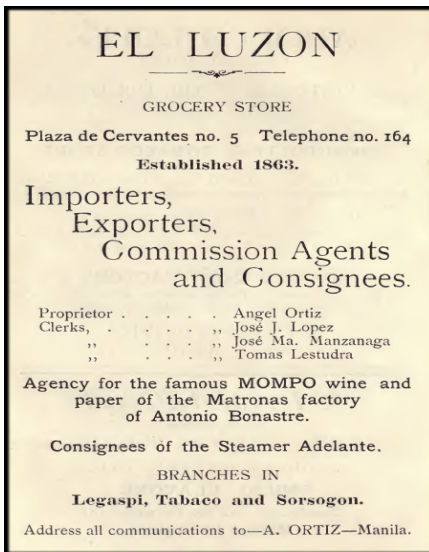 EL LUZON
GROCERY STORE
Plaza de Cervantes no. 5 Telephone no. 164
Established 1863.
Importers,
Exporters,
Commission Agents
and Consignees.
Proprietor . . . . . Angel Ortiz
Clerks, . . . ,, José J. Lopez
,, . . . ,, José Ma. Manzanaga
,, . . . ,, Tomas Lestudra
Agency for the famous MOMPO wine and
paper of the Matronas factory
of Antonio Bonastre.
Consignees of the Steamer Adelante.
BRANCHES IN
Legaspi, Tabaco and Sorsogon.
Address all communications to—A. ORTIZ—Manila.